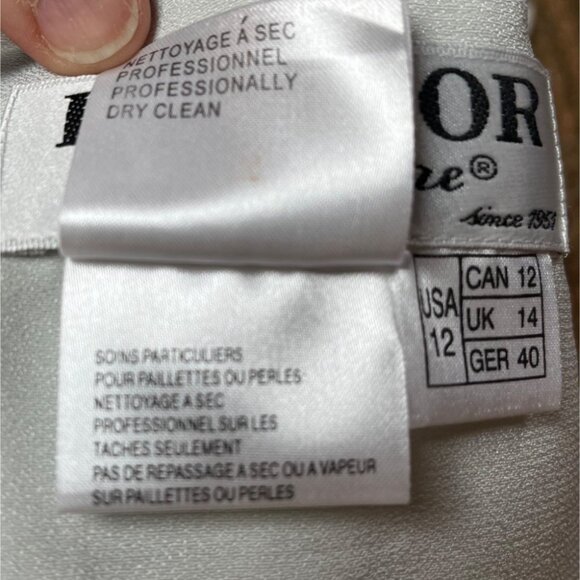 NETTOYAGE À SEC
PROFESSIONNEL
PROFESSIONALLY
DRY CLEAN
OR
®
since 1951
USA
12
CAN 12
UK 14
GER 40
SOINS PARTICULIERS
POUR PAILLETTES OU PERLES
NETTOYAGE A SEC
PROFESSIONNEL SUR LES
TACHES SEULEMENT
PAS DE REPASSAGE A SEC OU A VAPEUR
SUR PAILLETTES OU PERLES